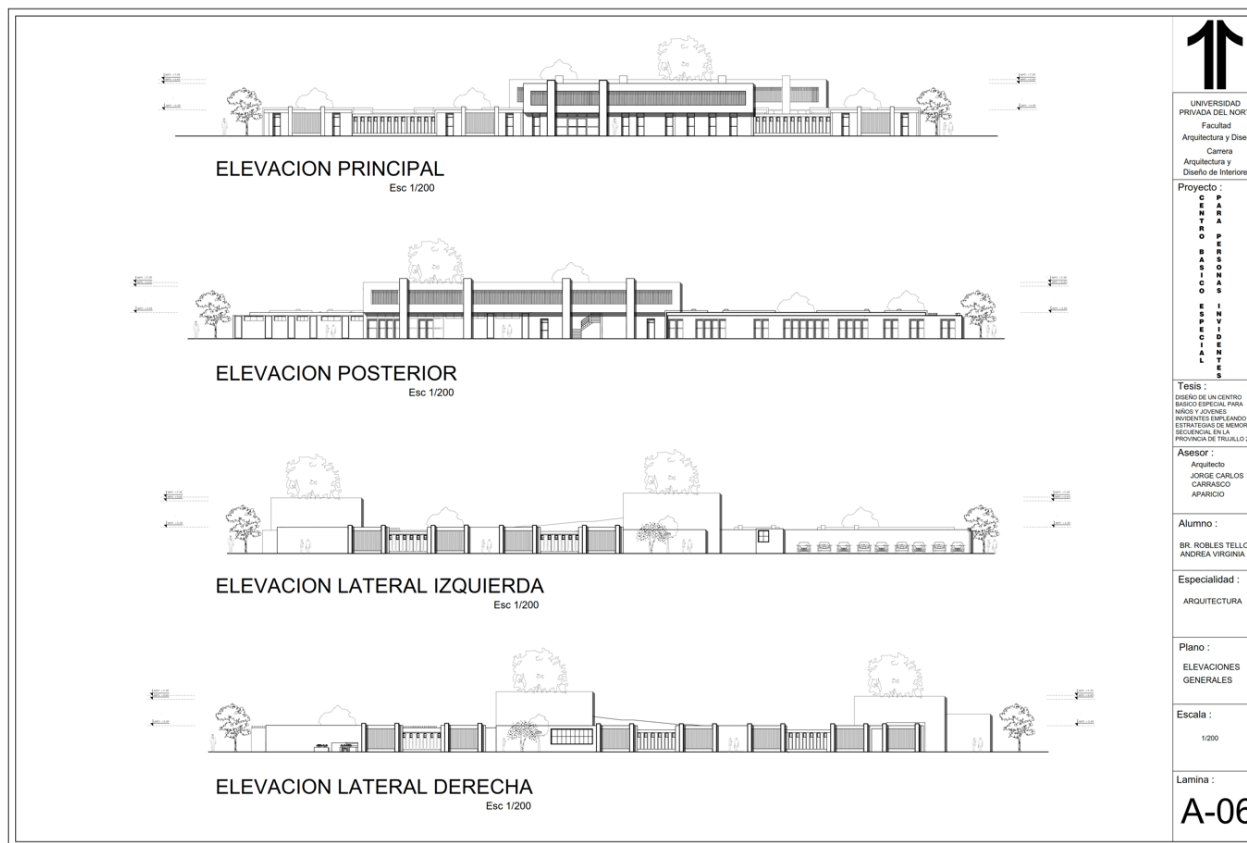 ELEVACION PRINCIPAL
Esc 1/200
ELEVACION POSTERIOR
Esc 1/200
ELEVACION LATERAL IZQUIERDA
Esc 1/200
ELEVACION LATERAL DERECHA
Esc 1/200
UNIVERSIDAD
PRIVADA DEL NOR
Facultad
Arquitectura y Dise
Carrera
Arquitectura y
Diseño de Interiore
Proyecto :
CENTRO BASICO ESPECIAL
PARA PERSONAS INVIDENTES
Tesis :
DISEÑO DE UN CENTRO
BASICO ESPECIAL PARA
NIÑOS Y JOVENES
INVIDENTES EMPLEANDO
ESTRATEGIAS DE MEMOR
SECUENCIAL EN LA
PROVINCIA DE TRUJILLO
Asesor :
Arquitecto
JORGE CARLOS
CARRASCO
APARICIO
Alumno :
BR. ROBLES TELLO
ANDREA VIRGINIA
Especialidad :
ARQUITECTURA
Plano :
ELEVACIONES
GENERALES
Escala :
1/200
Lamina :
A-06